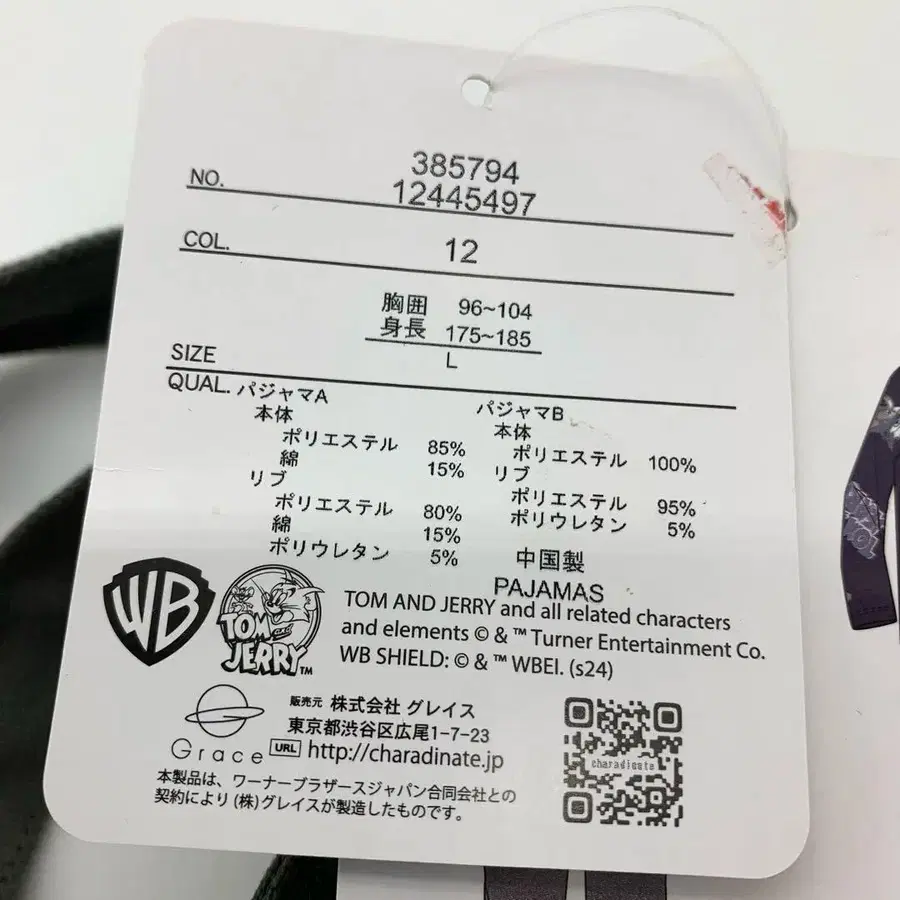 385794
NO. 12445497
COL. 12
胸囲 96~104
身長 175~185
SIZE L
QUAL. パジャマA
本体
ポリエステル 85%
綿 15%
リブ
ポリエステル 80%
綿 15%
ポリウレタン 5%
パジャマB
本体
ポリエステル 100%
リブ
ポリエステル 95%
ポリウレタン 5%
中国製
PAJAMAS
WB
TOM AND JERRY™
TOM AND JERRY and all related characters
and elements © & ™ Turner Entertainment Co.
WB SHIELD: © & ™ WBEI. (s24)
Grace
販売元 株式会社 グレイス
東京都渋谷区広尾1-7-23
URL http://charadinate.jp
charadinate
本製品は、ワーナーブラザースジャパン合同会社との
契約により(株)グレイスが製造したものです。